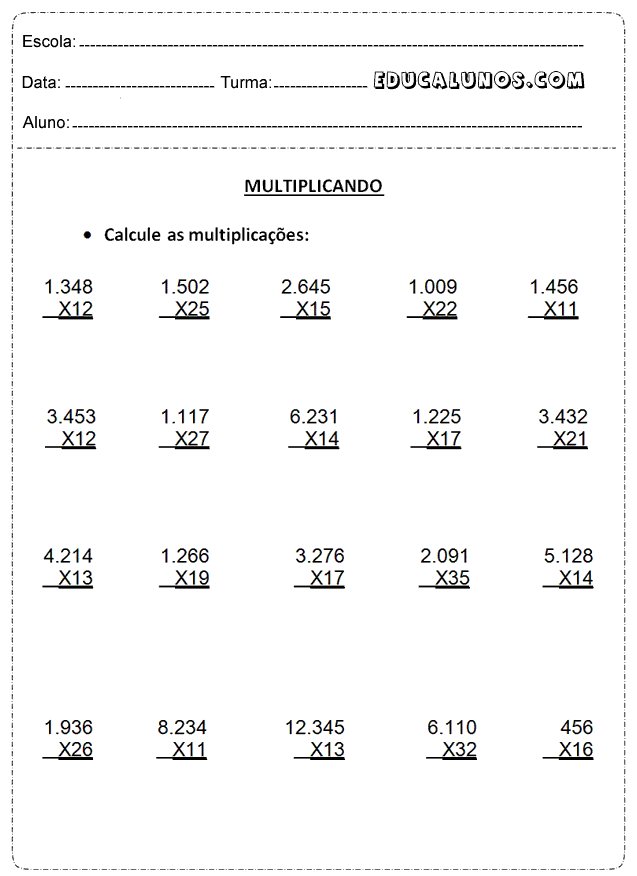 Escola:
Data: Turma: EDUCALUNOS.COM
Aluno:
MULTIPLICANDO
• Calcule as multiplicações:
1.348 1.502 2.645 1.009 1.456
X12 X25 X15 X22 X11
3.453 1.117 6.231 1.225 3.432
X12 X27 X14 X17 X21
4.214 1.266 3.276 2.091 5.128
X13 X19 X17 X35 X14
1.936 8.234 12.345 6.110 456
X26 X11 X13 X32 X16